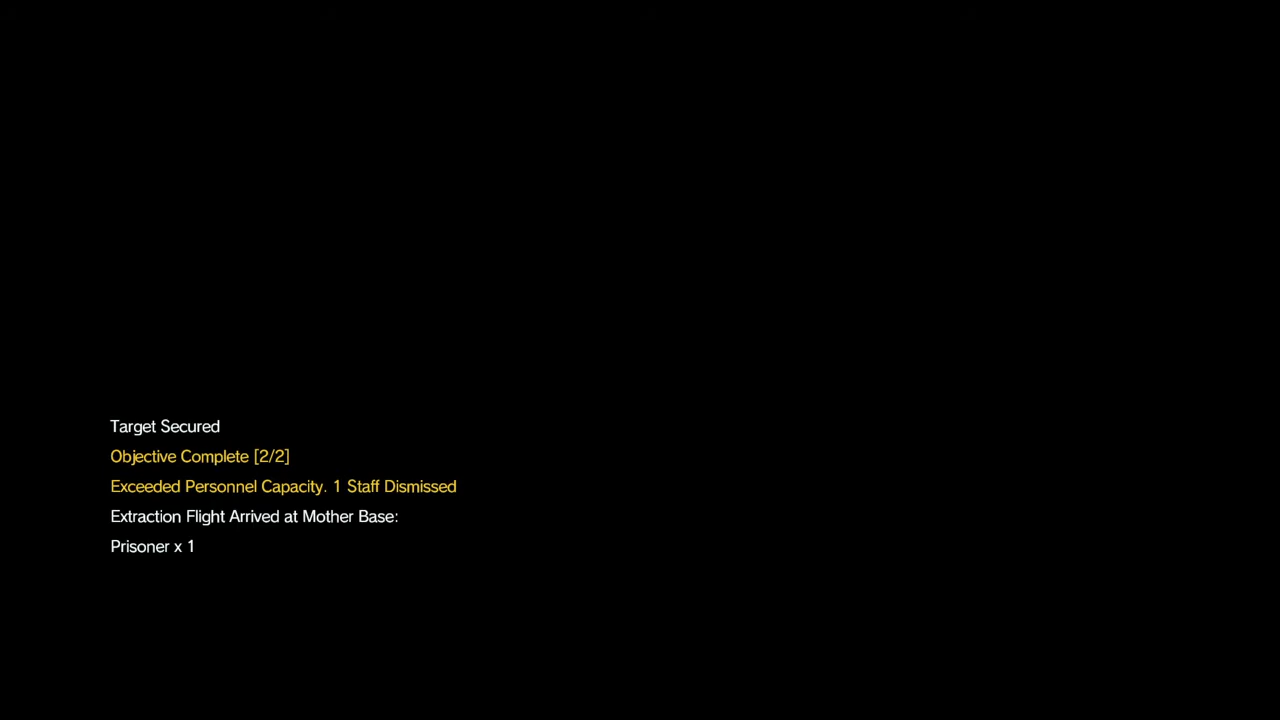 Target Secured
Objective Complete [2/2]
Exceeded Personnel Capacity. 1 Staff Dismissed
Extraction Flight Arrived at Mother Base:
Prisoner x 1